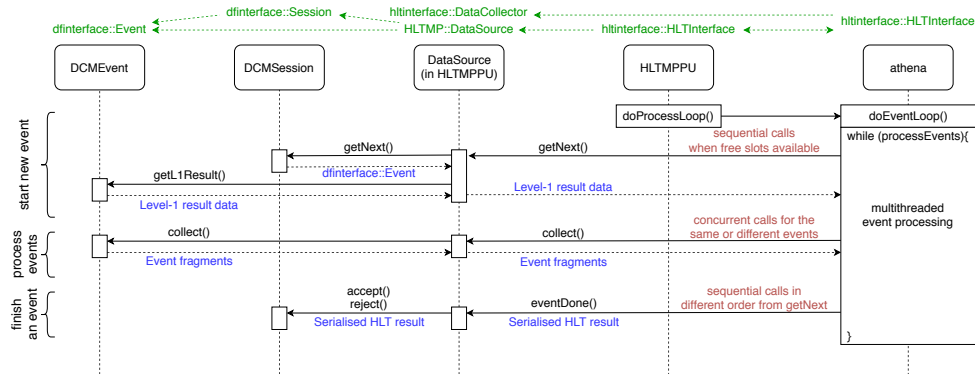 dfinterface::Session
hltinterface::DataCollector
dfinterface::Event
HLTMP::DataSource
hltinterface::HLTInterface
hltinterface::HLTInterface
DCMEvent
DCMSession
DataSource
(in HLTMPPU)
HLTMPPU
athena
start new event
doProcessLoop()
doEventLoop()
while (processEvents){
sequential calls
when free slots available
getNext()
getNext()
dfinterface::Event
getL1Result()
Level-1 result data
Level-1 result data
multithreaded
event processing
process
events
concurrent calls for the
same or different events
collect()
collect()
Event fragments
Event fragments
finish
an event
accept()
reject()
eventDone()
sequential calls in
different order from getNext
Serialised HLT result
Serialised HLT result
}